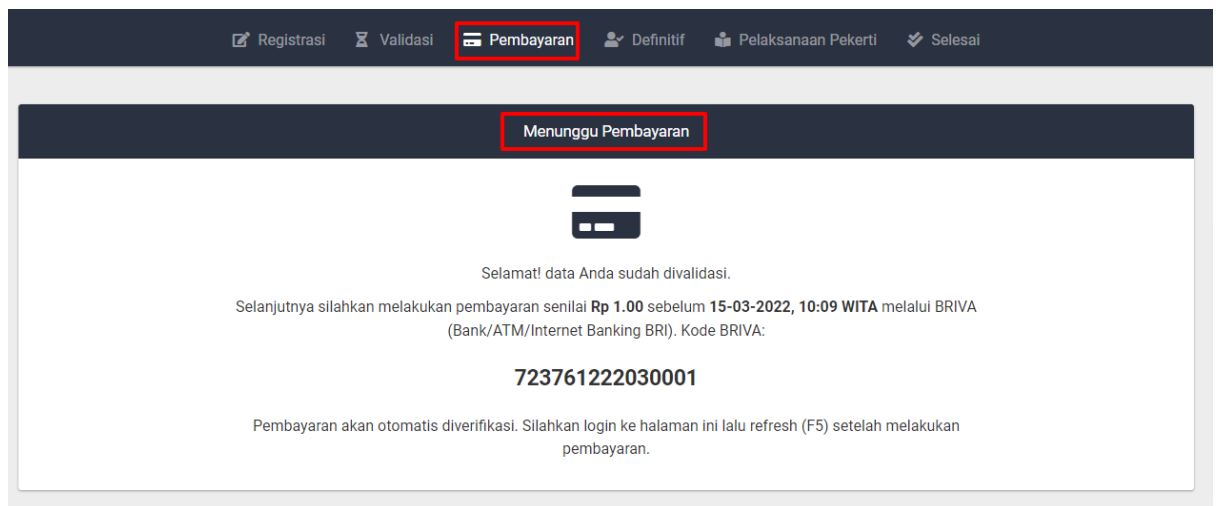 Registrasi Validasi Pembayaran Definitif Pelaksanaan Pekerti Selesai
Menunggu Pembayaran
Selamat! data Anda sudah divalidasi.
Selanjutnya silahkan melakukan pembayaran senilai Rp 1.00 sebelum 15-03-2022, 10:09 WITA melalui BRIVA
(Bank/ATM/Internet Banking BRI). Kode BRIVA:
723761222030001
Pembayaran akan otomatis diverifikasi. Silahkan login ke halaman ini lalu refresh (F5) setelah melakukan
pembayaran.